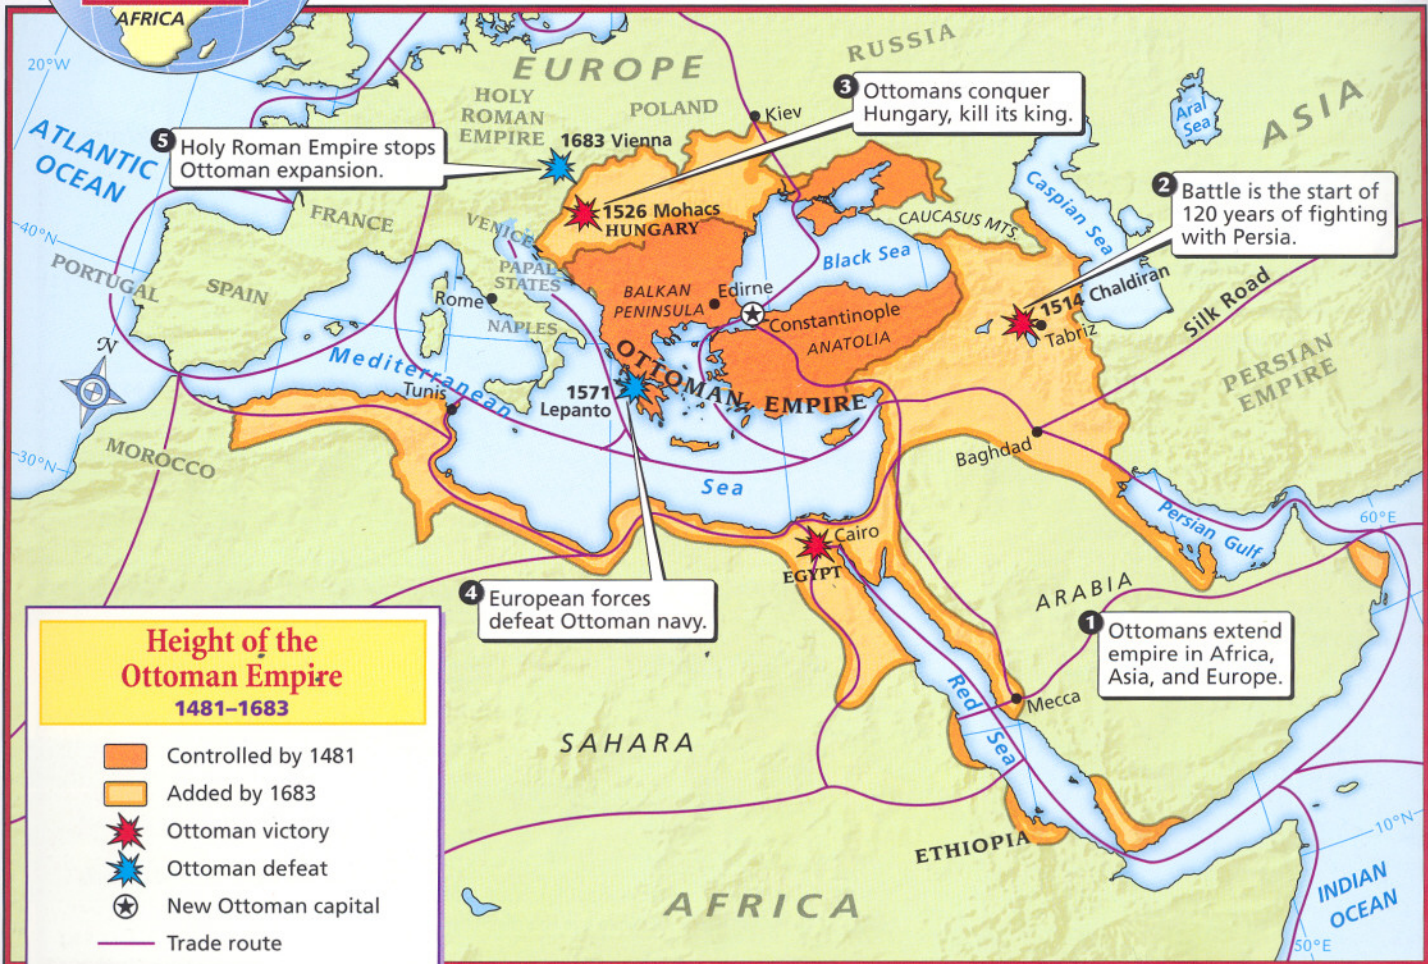 AFRICA
20°W
EUROPE
RUSSIA
ASIA
Aral
Sea
HOLY
ROMAN
EMPIRE
POLAND
Kiev
3 Ottomans conquer
Hungary, kill its king.
ATLANTIC
OCEAN
5 Holy Roman Empire stops
Ottoman expansion.
1683 Vienna
2 Battle is the start of
120 years of fighting
with Persia.
Caspian Sea
FRANCE
VENICE
1526 Mohacs
HUNGARY
CAUCASUS MTS.
40°N
PORTUGAL
SPAIN
PAPAL
STATES
Rome
NAPLES
BALKAN
PENINSULA
Edirne
Black Sea
Constantinople
ANATOLIA
1514 Chaldiran
Tabriz
Silk Road
PERSIAN
EMPIRE
N
Mediterranean
Sea
Tunis
1571
Lepanto
OTTOMAN EMPIRE
MOROCCO
30°N
Baghdad
Persian Gulf
60°E
Cairo
EGYPT
ARABIA
4 European forces
defeat Ottoman navy.
1 Ottomans extend
empire in Africa,
Asia, and Europe.
Red
Sea
Mecca
SAHARA
ETHIOPIA
AFRICA
10°N
INDIAN
OCEAN
50°E
Height of the
Ottoman Empire
1481–1683
Controlled by 1481
Added by 1683
Ottoman victory
Ottoman defeat
New Ottoman capital
Trade route